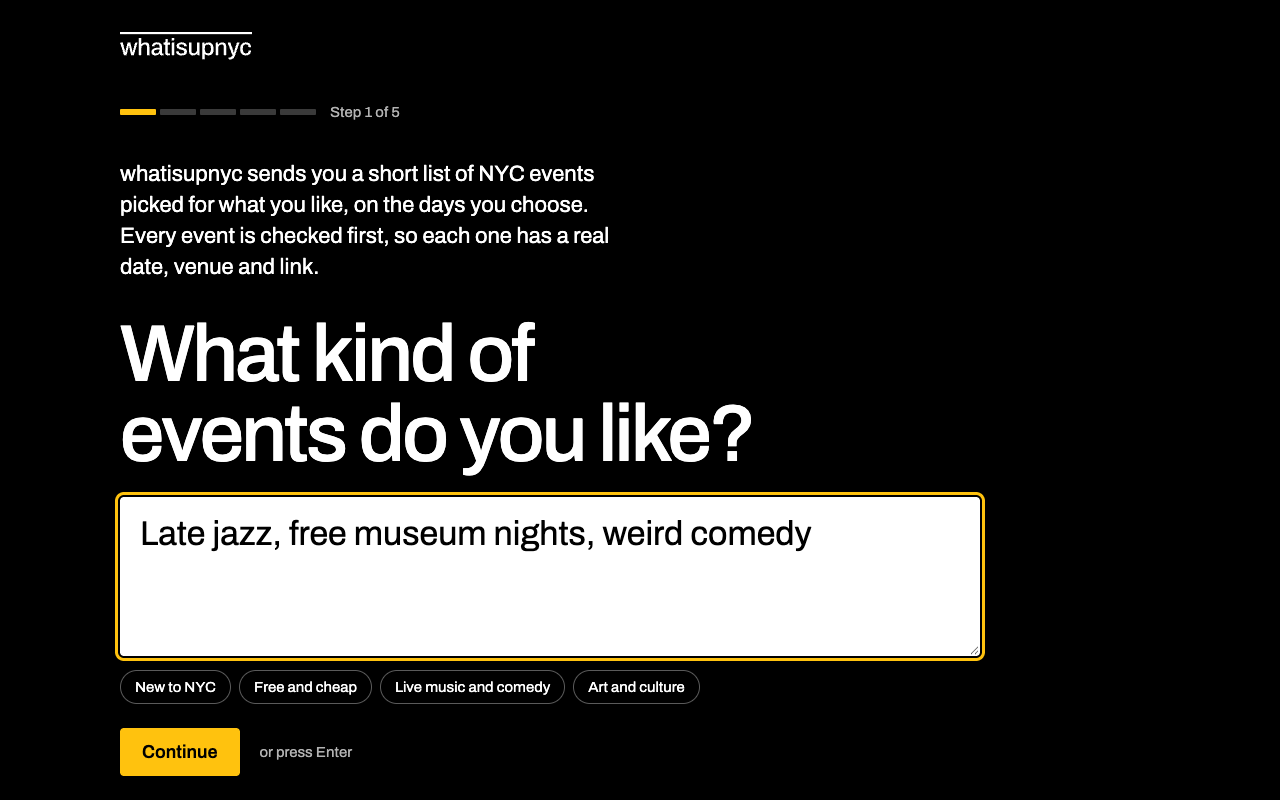 whatisupnyc
Step 1 of 5
whatisupnyc sends you a short list of NYC events
picked for what you like, on the days you choose.
Every event is checked first, so each one has a real
date, venue and link.
What kind of
events do you like?
Late jazz, free museum nights, weird comedy
New to NYC
Free and cheap
Live music and comedy
Art and culture
Continue
or press Enter